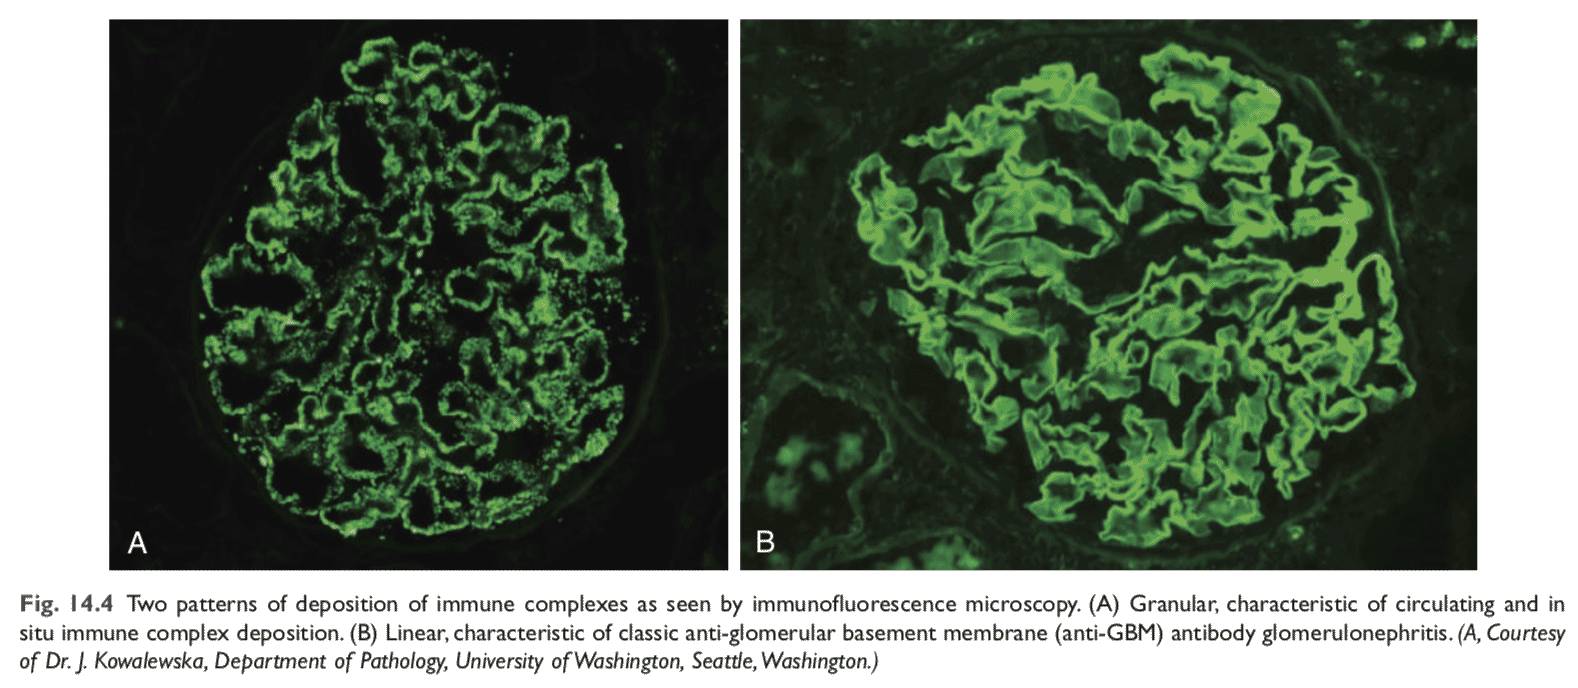 A
B
Fig. 14.4 Two patterns of deposition of immune complexes as seen by immunofluorescence microscopy. (A) Granular, characteristic of circulating and in
situ immune complex deposition. (B) Linear, characteristic of classic anti-glomerular basement membrane (anti-GBM) antibody glomerulonephritis. (A, Courtesy
of Dr. J. Kowalewska, Department of Pathology, University of Washington, Seattle, Washington.)